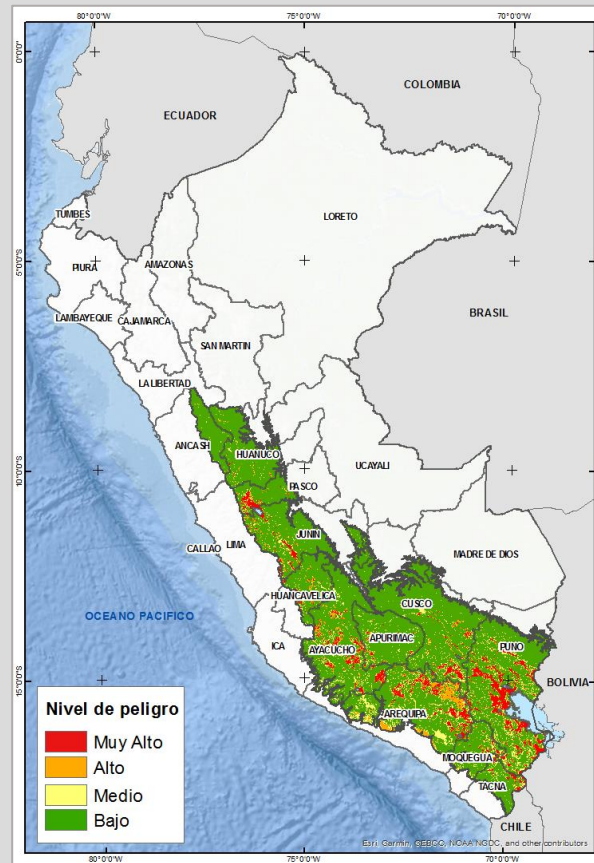 80°0'0"W 75°0'0"W 70°0'0"W
0°0'0"
COLOMBIA
ECUADOR
LORETO
TUMBES
5°0'0"S
AMAZONAS
PIURA
BRASIL
LAMBAYEQUE CAJAMARCA
SAN MARTIN
LA LIBERTAD
ANCASH
HUANUCO
UCAYALI
10°0'0"S
PASCO
JUNIN
LIMA
CALLAO
MADRE DE DIOS
HUANCAVELICA
CUSCO
OCEANO PACIFICO
APURIMAC
ICA
AYACUCHO
PUNO
BOLIVIA
15°0'0"S
AREQUIPA
Nivel de peligro
Muy Alto
Alto
Medio
Bajo
MOQUEGUA
TACNA
CHILE
Esri, Garmin, GEBCO, NOAA NGDC, and other contributors
80°0'0"W 75°0'0"W 70°0'0"W